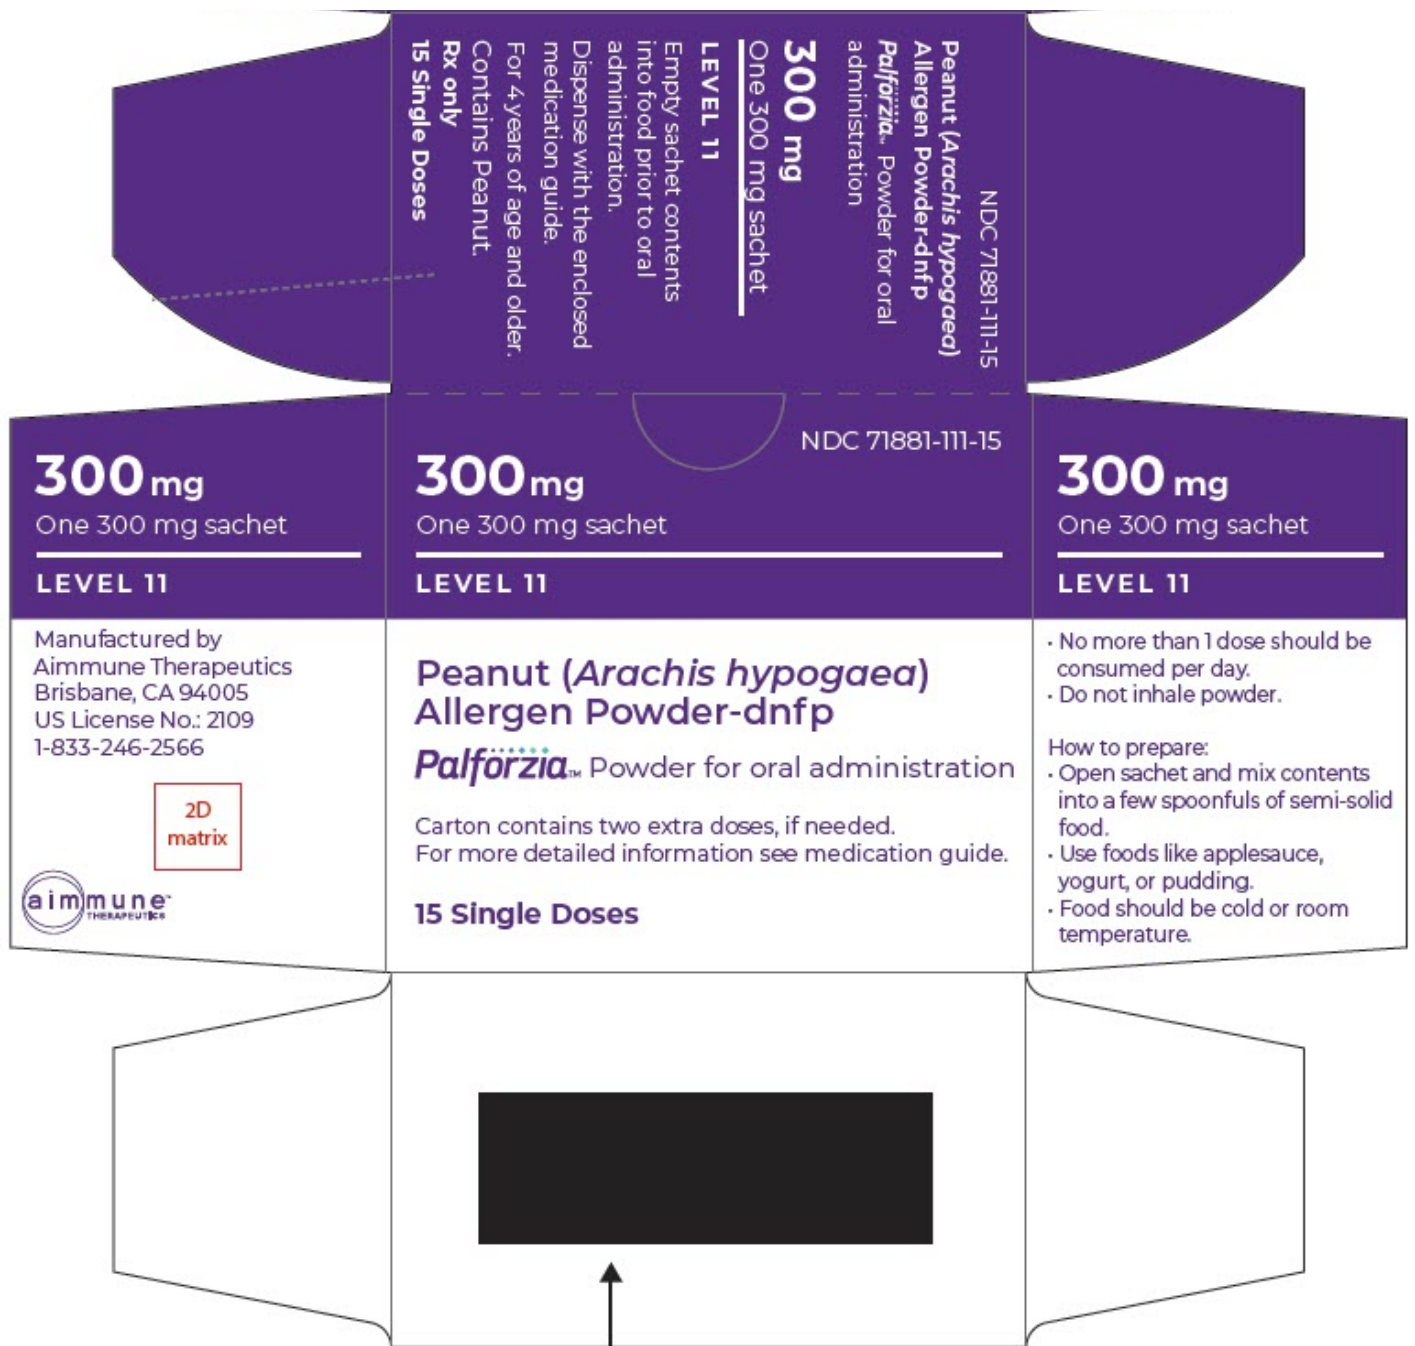 NDC 71881-111-15
Peanut (Arachis hypogaea)
Allergen Powder-dnfp
Palforzia™ Powder for oral
administration
300 mg
One 300 mg sachet
LEVEL 11
Empty sachet contents
into food prior to oral
administration.
Dispense with the enclosed
medication guide.
For 4 years of age and older.
Contains Peanut.
Rx only
15 Single Doses
300 mg
One 300 mg sachet
LEVEL 11
Manufactured by
Aimmune Therapeutics
Brisbane, CA 94005
US License No.: 2109
1-833-246-2566
2D
matrix
aimmune™
THERAPEUTICS
NDC 71881-111-15
300 mg
One 300 mg sachet
LEVEL 11
Peanut (Arachis hypogaea)
Allergen Powder-dnfp
Palforzia™ Powder for oral administration
Carton contains two extra doses, if needed.
For more detailed information see medication guide.
15 Single Doses
300 mg
One 300 mg sachet
LEVEL 11
· No more than 1 dose should be
consumed per day.
· Do not inhale powder.
How to prepare:
· Open sachet and mix contents
into a few spoonfuls of semi-solid
food.
· Use foods like applesauce,
yogurt, or pudding.
· Food should be cold or room
temperature.